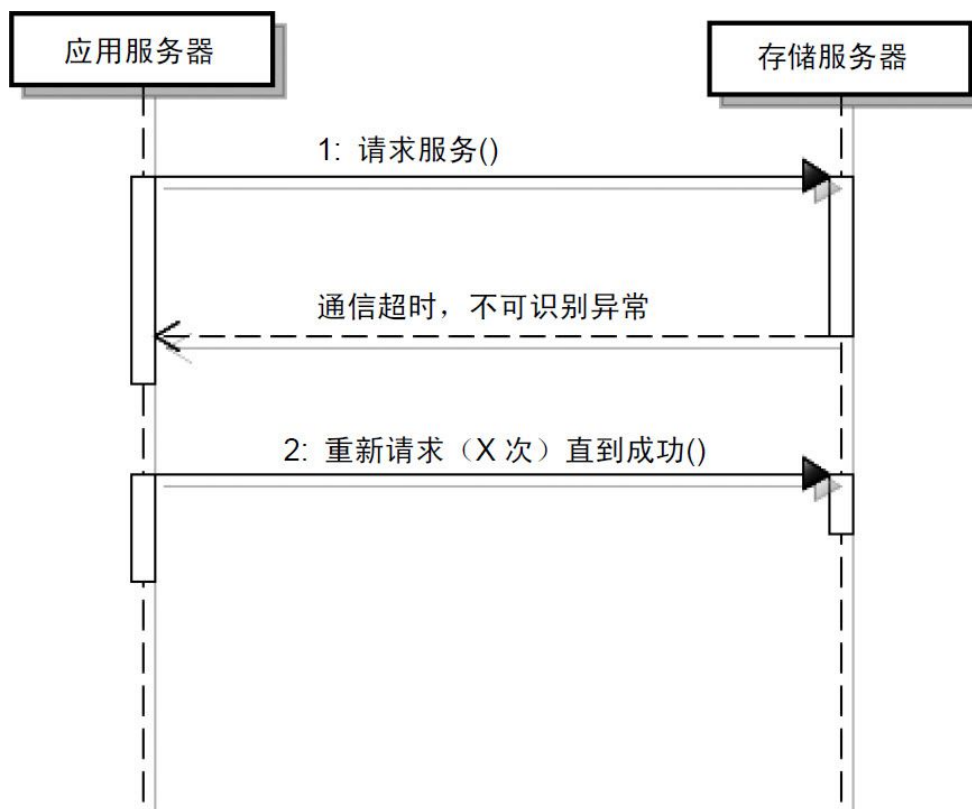 应用服务器
存储服务器
1: 请求服务()
通信超时，不可识别异常
2: 重新请求（X 次）直到成功()